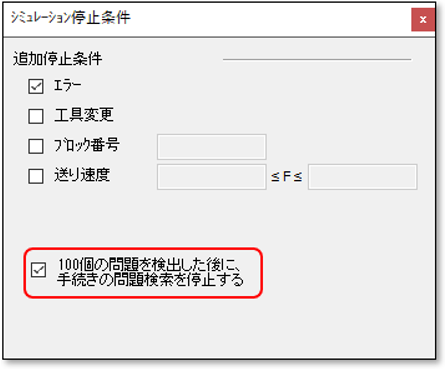 ｼﾐｭﾚｰｼｮﾝ停止条件
x
追加停止条件
ｴﾗｰ
工具変更
ﾌﾞﾛｯｸ番号
送り速度
≤ F ≤
100個の問題を検出した後に、
手続きの問題検索を停止する